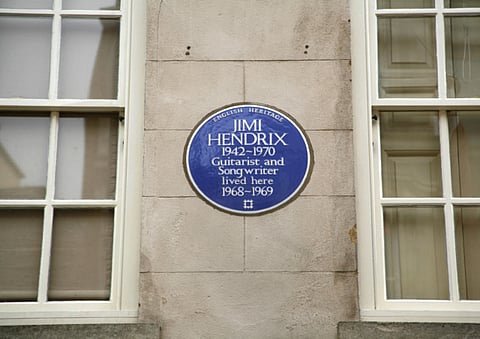 ENGLISH HERITAGE
JIMI
HENDRIX
1942~1970
Guitarist and
Songwriter
lived here
1968~1969